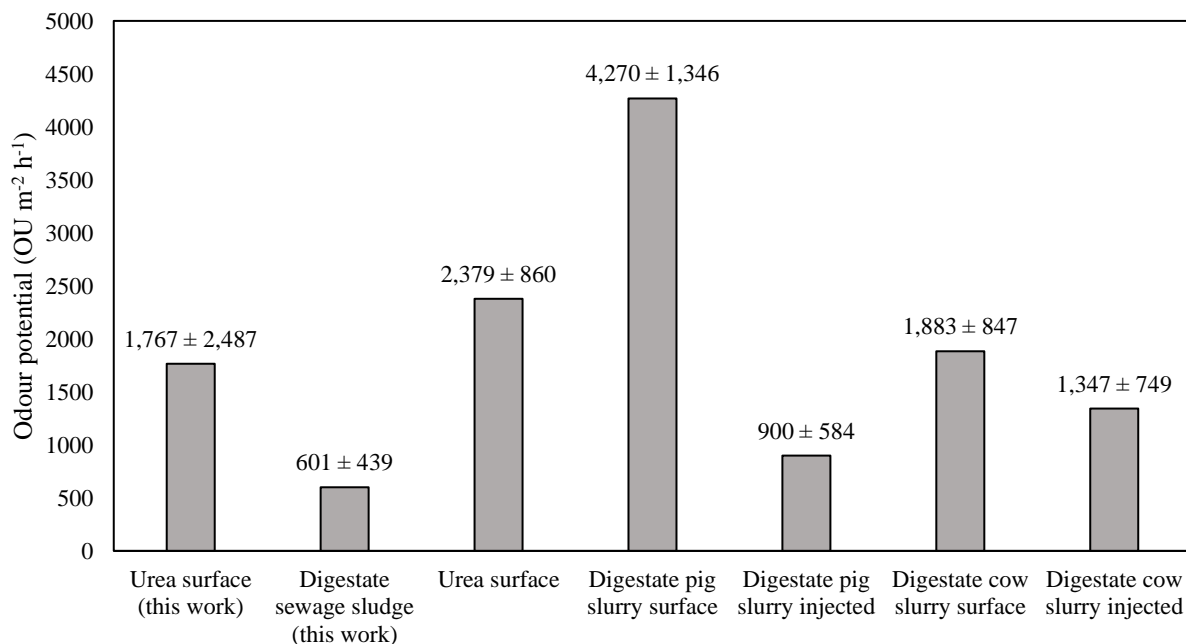 Odour potential (OU m-2 h-1)
5000
4500
4000
3500
3000
2500
2000
1500
1000
500
0
1,767 ± 2,487
601 ± 439
2,379 ± 860
4,270 ± 1,346
900 ± 584
1,883 ± 847
1,347 ± 749
Urea surface
(this work)
Digestate
sewage sludge
(this work)
Urea surface
Digestate pig
slurry surface
Digestate pig
slurry injected
Digestate cow
slurry surface
Digestate cow
slurry injected